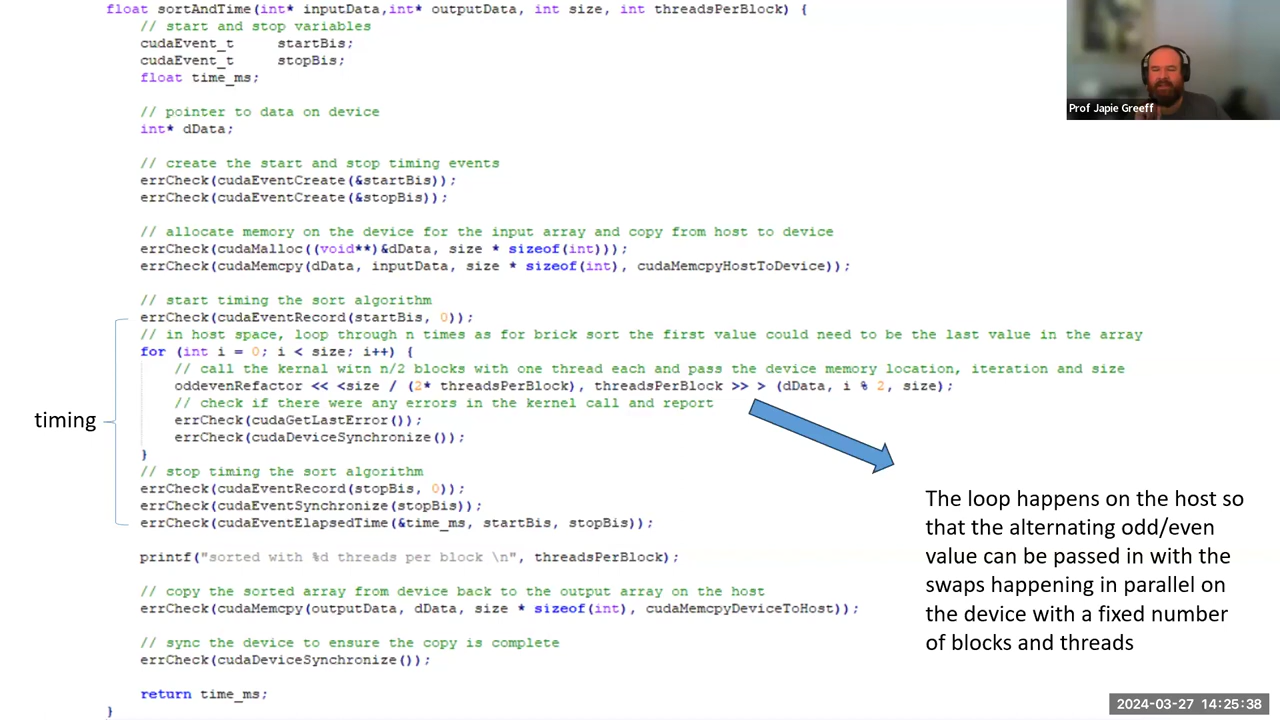 float sortAndTime(int* inputData,int* outputData, int size, int threadsPerBlock) {
// start and stop variables
cudaEvent_t startBis;
cudaEvent_t stopBis;
float time_ms;
// pointer to data on device
int* dData;
// create the start and stop timing events
errCheck(cudaEventCreate(&startBis));
errCheck(cudaEventCreate(&stopBis));
// allocate memory on the device for the input array and copy from host to device
errCheck(cudaMalloc((void**)&dData, size * sizeof(int)));
errCheck(cudaMemcpy(dData, inputData, size * sizeof(int), cudaMemcpyHostToDevice));
// start timing the sort algorithm
errCheck(cudaEventRecord(startBis, 0));
// in host space, loop through n times as for brick sort the first value could need to be the last value in the array
for (int i = 0; i < size; i++) {
// call the kernel witn n/2 blocks with one thread each and pass the device memory location, iteration and size
oddevenRefactor << <size / (2* threadsPerBlock), threadsPerBlock >> > (dData, i % 2, size);
// check if there were any errors in the kernel call and report
errCheck(cudaGetLastError());
errCheck(cudaDeviceSynchronize());
}
// stop timing the sort algorithm
errCheck(cudaEventRecord(stopBis, 0));
errCheck(cudaEventSynchronize(stopBis));
errCheck(cudaEventElapsedTime(&time_ms, startBis, stopBis));
printf("sorted with %d threads per block \n", threadsPerBlock);
// copy the sorted array from device back to the output array on the host
errCheck(cudaMemcpy(outputData, dData, size * sizeof(int), cudaMemcpyDeviceToHost));
// sync the device to ensure the copy is complete
errCheck(cudaDeviceSynchronize());
return time_ms;
}
timing
The loop happens on the host so
that the alternating odd/even
value can be passed in with the
swaps happening in parallel on
the device with a fixed number
of blocks and threads
Prof Japie Greeff
2024-03-27 14:25:38